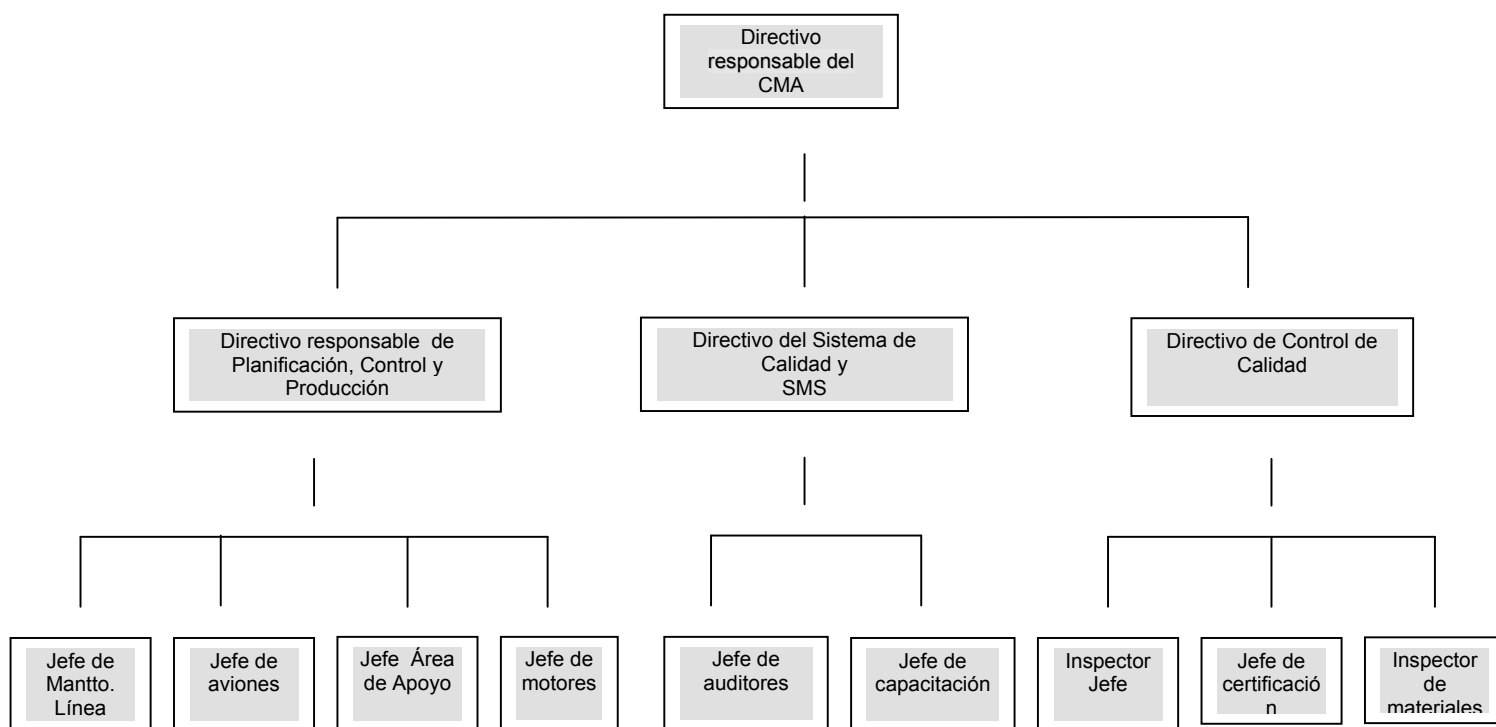 Directivo
responsable del
CMA
Directivo responsable de
Planificación, Control y
Producción
Directivo del Sistema de
Calidad y
SMS
Directivo de Control de
Calidad
Jefe de
Mantto.
Línea
Jefe de
aviones
Jefe Área
de Apoyo
Jefe de
motores
Jefe de
auditores
Jefe de
capacitación
Inspector
Jefe
Jefe de
certificació
n
Inspector
de
materiales